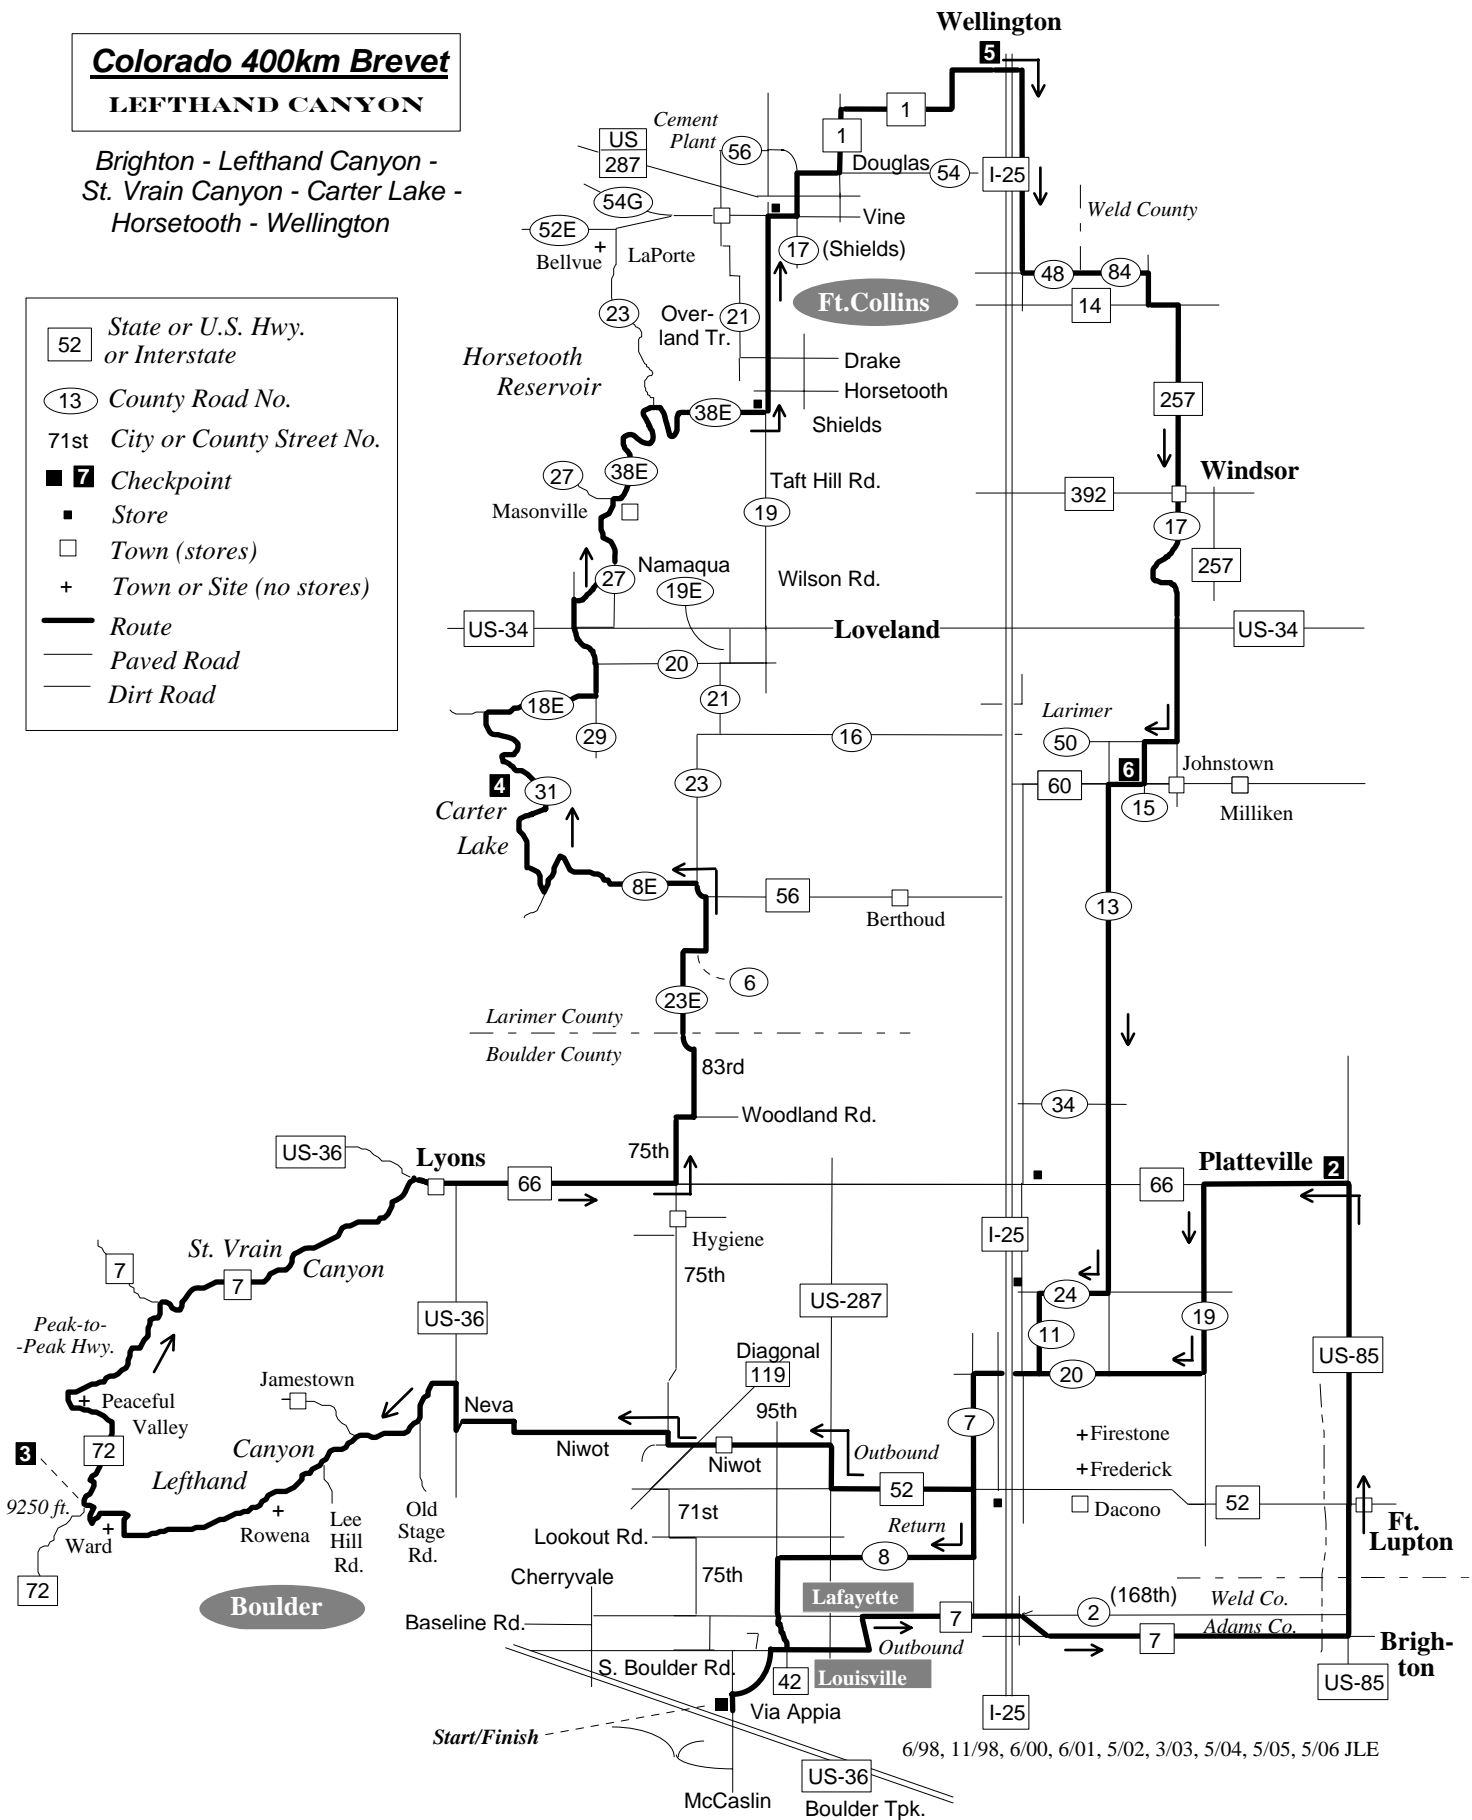 Colorado 400km Brevet
LEFTHAND CANYON
Brighton - Lefthand Canyon -
St. Vrain Canyon - Carter Lake -
Horsetooth - Wellington
52
State or U.S. Hwy.
or Interstate
13
County Road No.
71st
City or County Street No.
7
Checkpoint
Store
Town (stores)
+
Town or Site (no stores)
Route
Paved Road
Dirt Road
Wellington
5
1
1
Cement
Plant
US
287
56
Douglas
54
I-25
54G
52E
Bellvue
+
LaPorte
Vine
17
(Shields)
Weld County
Ft.Collins
48
84
14
23
Over-
land Tr.
21
Drake
Horsetooth
Horsetooth
Reservoir
38E
Shields
257
38E
27
Masonville
Taft Hill Rd.
19
392
Windsor
17
257
27
Namaqua
19E
Wilson Rd.
US-34
Loveland
US-34
20
21
18E
29
16
Larimer
50
6
Johnstown
60
15
Milliken
4
31
Carter
Lake
23
8E
56
Berthoud
13
6
23E
Larimer County
Boulder County
83rd
Woodland Rd.
34
US-36
Lyons
75th
66
66
Platteville
2
Hygiene
75th
I-25
St. Vrain
Canyon
7
7
US-36
US-287
24
11
19
20
US-85
Peak-to-
-Peak Hwy.
Jamestown
Diagonal
119
95th
+
Peaceful
Valley
Neva
7
3
72
Canyon
Lefthand
Niwot
Niwot
Outbound
+Firestone
+Frederick
Dacono
52
52
9250 ft.
+
Ward
+
Rowena
Lee
Hill
Rd.
Old
Stage
Rd.
71st
Lookout Rd.
Return
8
Ft.
Lupton
72
Boulder
Cherryvale
75th
Lafayette
Baseline Rd.
7
2
(168th)
Weld Co.
Adams Co.
Outbound
7
Brigh-
ton
S. Boulder Rd.
42
Louisville
US-85
Via Appia
I-25
Start/Finish
6/98, 11/98, 6/00, 6/01, 5/02, 3/03, 5/04, 5/05, 5/06 JLE
US-36
McCaslin
Boulder Tpk.